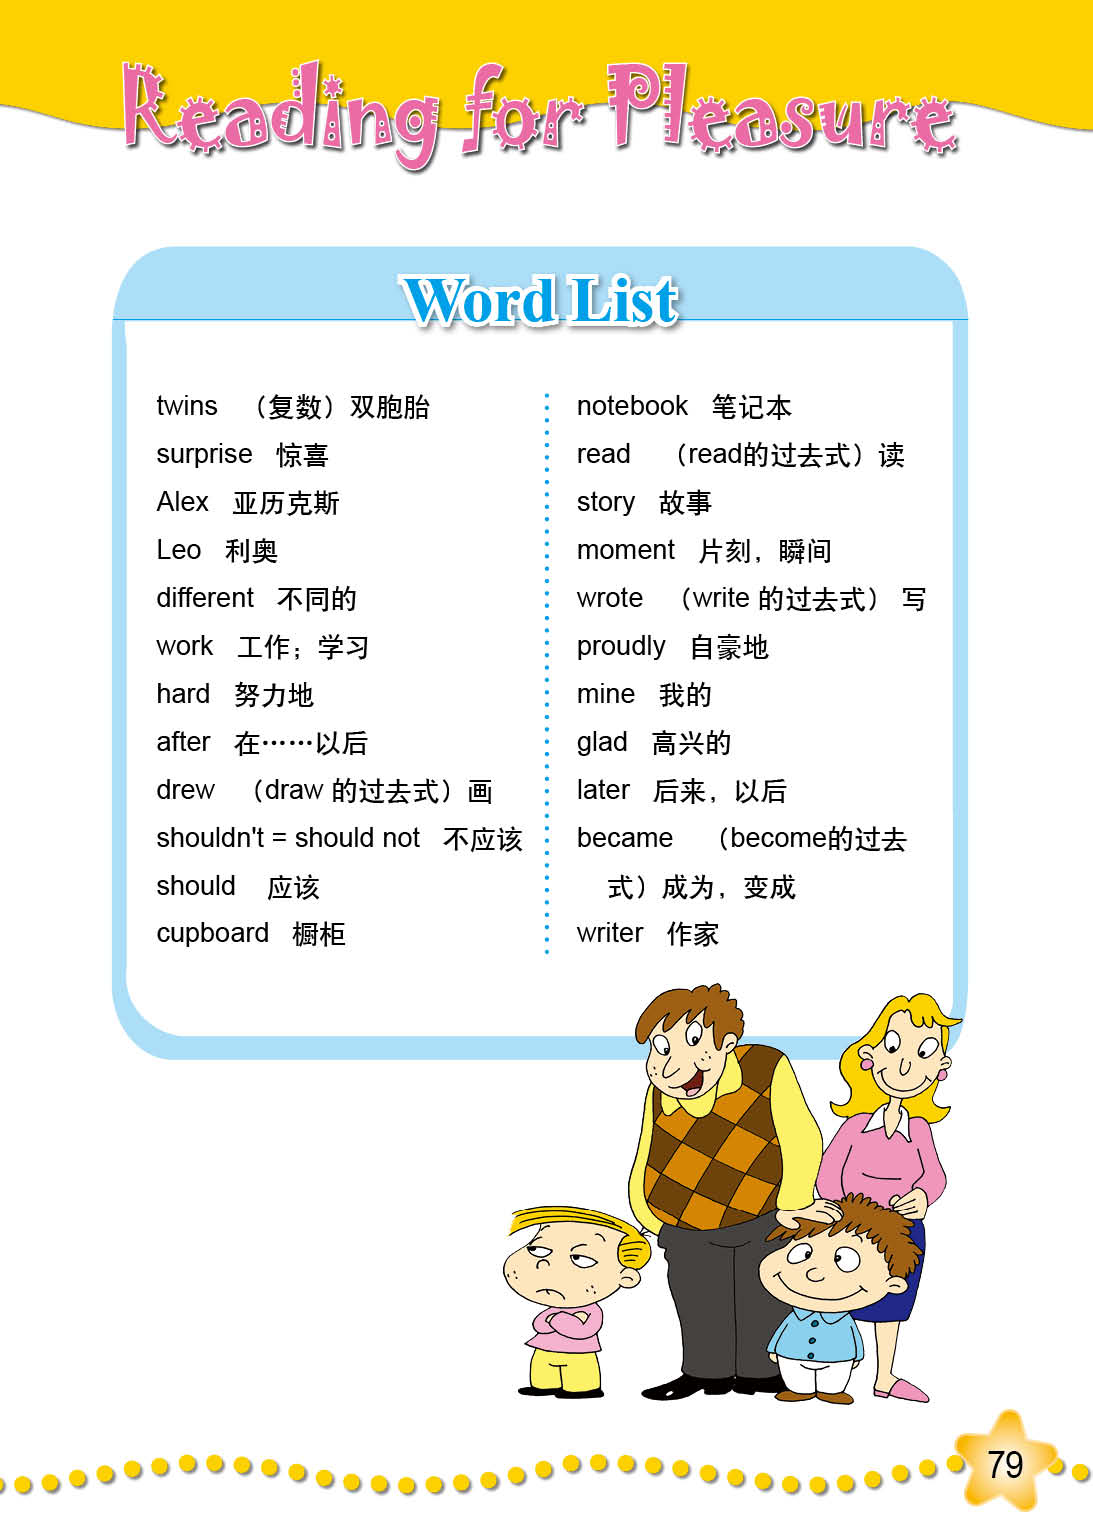 Reading for Pleasure
Word List
twins （复数）双胞胎
surprise 惊喜
Alex 亚历克斯
Leo 利奥
different 不同的
work 工作；学习
hard 努力地
after 在……以后
drew （draw 的过去式）画
shouldn't = should not 不应该
should 应该
cupboard 橱柜
notebook 笔记本
read （read的过去式）读
story 故事
moment 片刻，瞬间
wrote （write 的过去式） 写
proudly 自豪地
mine 我的
glad 高兴的
later 后来，以后
became （become的过去
式）成为，变成
writer 作家
79